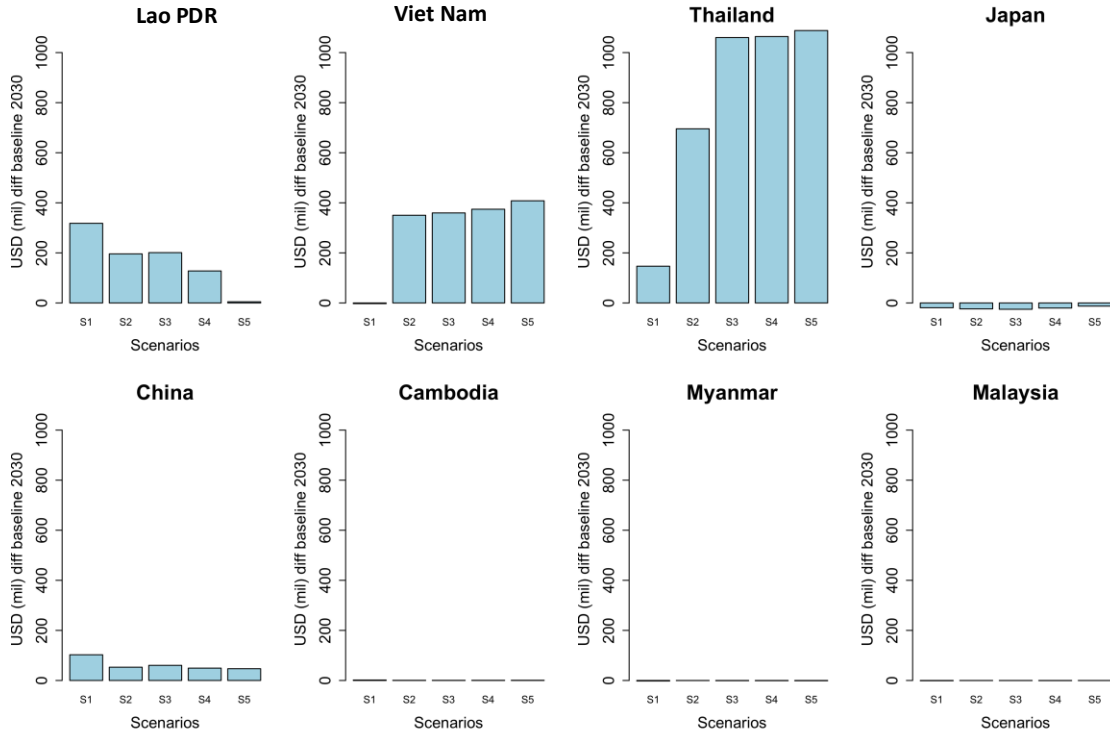 Lao PDR
USD (mil) diff baseline 2030
0 200 400 600 800 1000
S1 S2 S3 S4 S5
Scenarios
Viet Nam
USD (mil) diff baseline 2030
0 200 400 600 800 1000
S1 S2 S3 S4 S5
Scenarios
Thailand
USD (mil) diff baseline 2030
0 200 400 600 800 1000
S1 S2 S3 S4 S5
Scenarios
Japan
USD (mil) diff baseline 2030
0 200 400 600 800 1000
S1 S2 S3 S4 S5
Scenarios
China
USD (mil) diff baseline 2030
0 200 400 600 800 1000
S1 S2 S3 S4 S5
Scenarios
Cambodia
USD (mil) diff baseline 2030
0 200 400 600 800 1000
S1 S2 S3 S4 S5
Scenarios
Myanmar
USD (mil) diff baseline 2030
0 200 400 600 800 1000
S1 S2 S3 S4 S5
Scenarios
Malaysia
USD (mil) diff baseline 2030
0 200 400 600 800 1000
S1 S2 S3 S4 S5
Scenarios